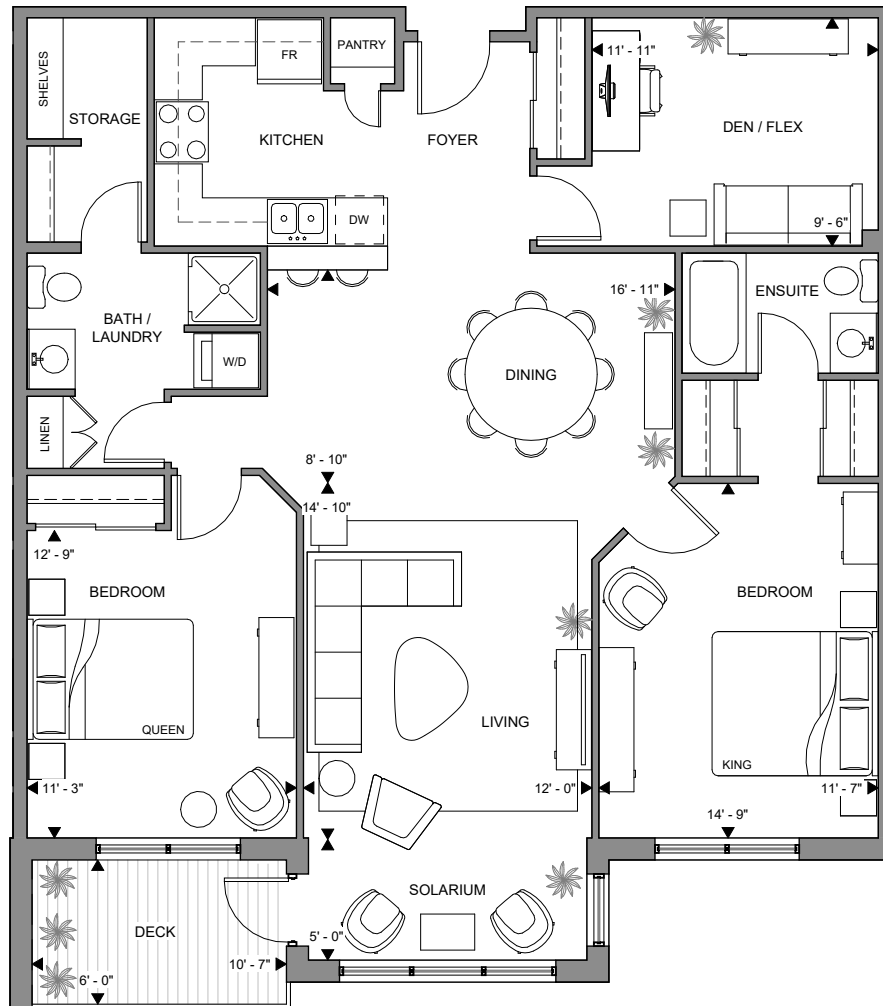 SHELVES
STORAGE
FR
PANTRY
KITCHEN
FOYER
DW
11' - 11"
DEN / FLEX
9' - 6"
BATH /
LAUNDRY
W/D
LINEN
16' - 11"
ENSUITE
DINING
8' - 10"
14' - 10"
12' - 9"
BEDROOM
QUEEN
11' - 3"
LIVING
12' - 0"
BEDROOM
KING
11' - 7"
14' - 9"
SOLARIUM
5' - 0"
DECK
10' - 7"
6' - 0"